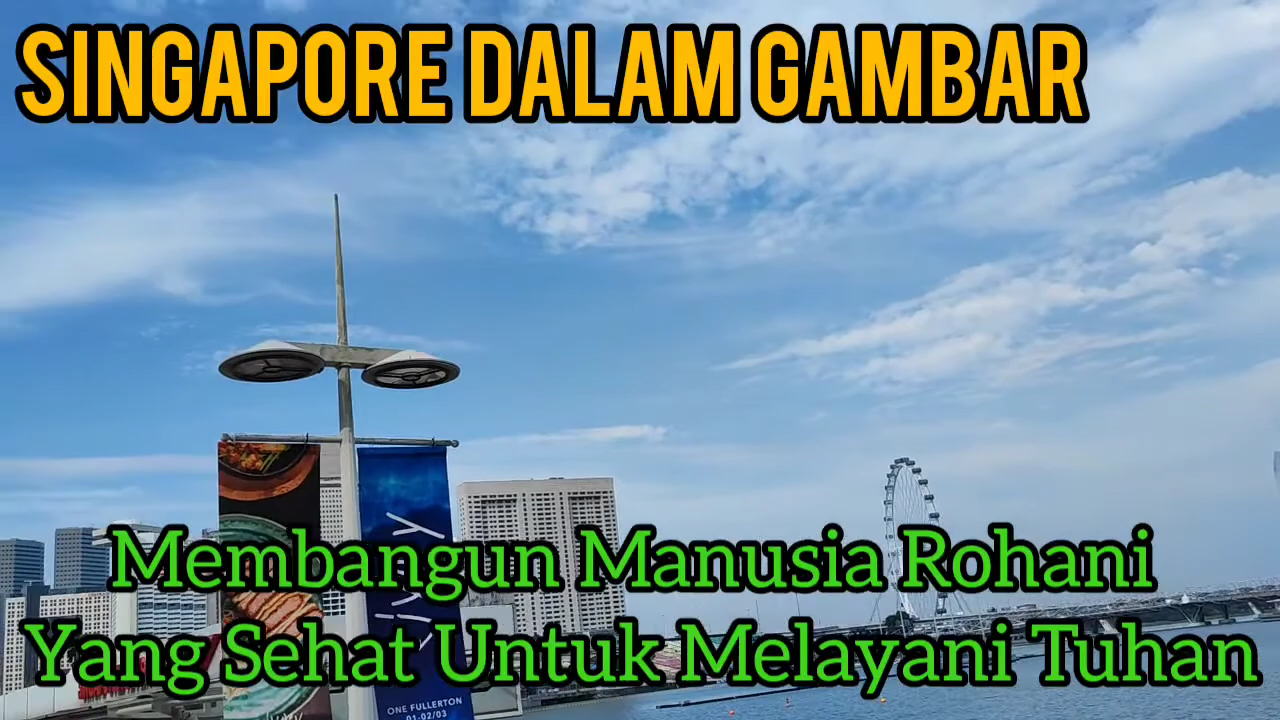 SINGAPORE DALAM GAMBAR
Membangun Manusia Rohani
Yang Sehat Untuk Melayani Tuhan
ONE FULLERTON
01-02/03